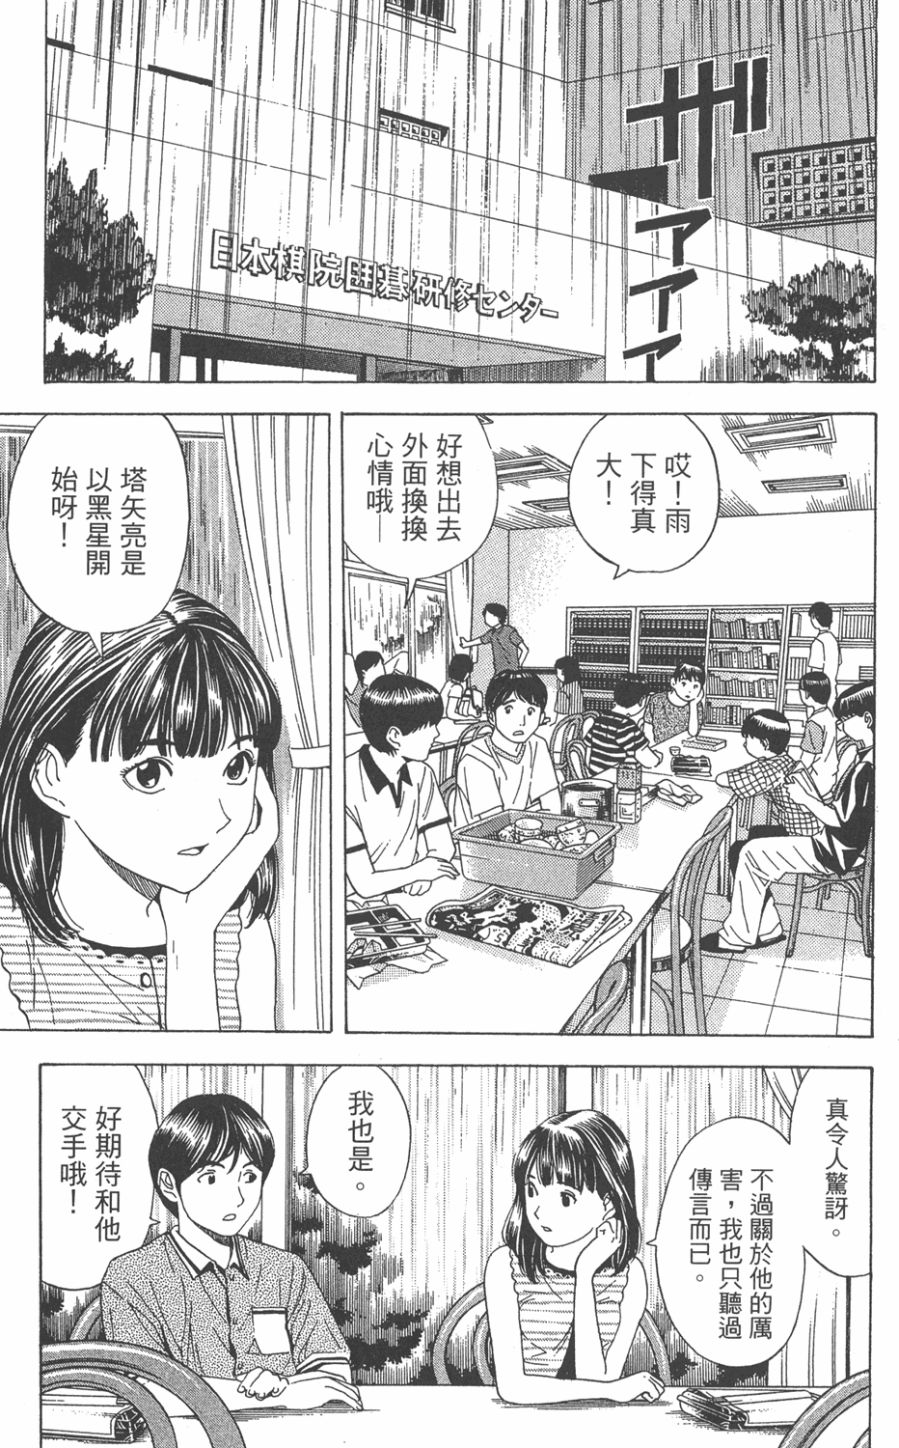 日本棋院囲碁研修センター
ザアアア
哎！雨
下得真
大！
好想出去
外面換換
心情哦—
塔矢亮是
以黑星開
始呀！
真令人驚訝。
不過關於他的厲
害，我也只聽過
傳言而已。
我也是。
好期待和他
交手哦！